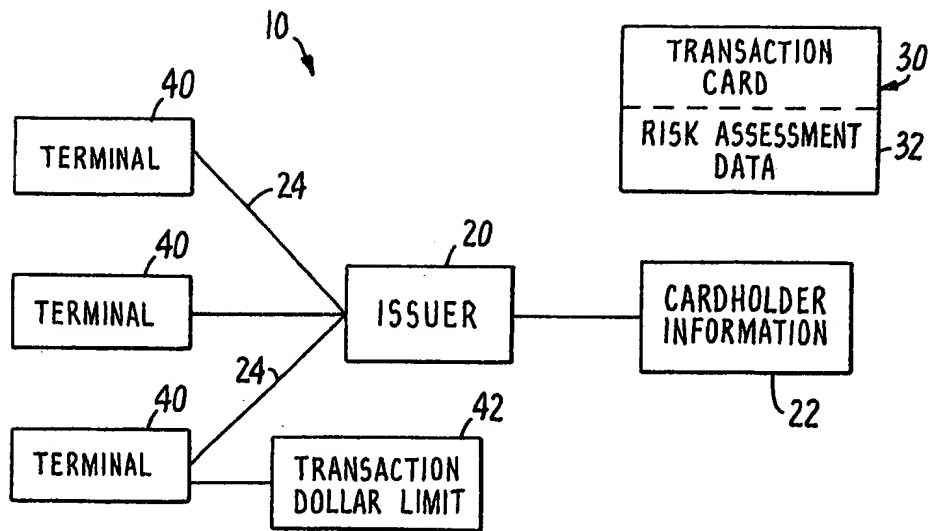 10
TRANSACTION
CARD
30
RISK ASSESSMENT
DATA
32
40
TERMINAL
24
40
TERMINAL
20
ISSUER
CARDHOLDER
INFORMATION
22
24
40
TERMINAL
42
TRANSACTION
DOLLAR LIMIT